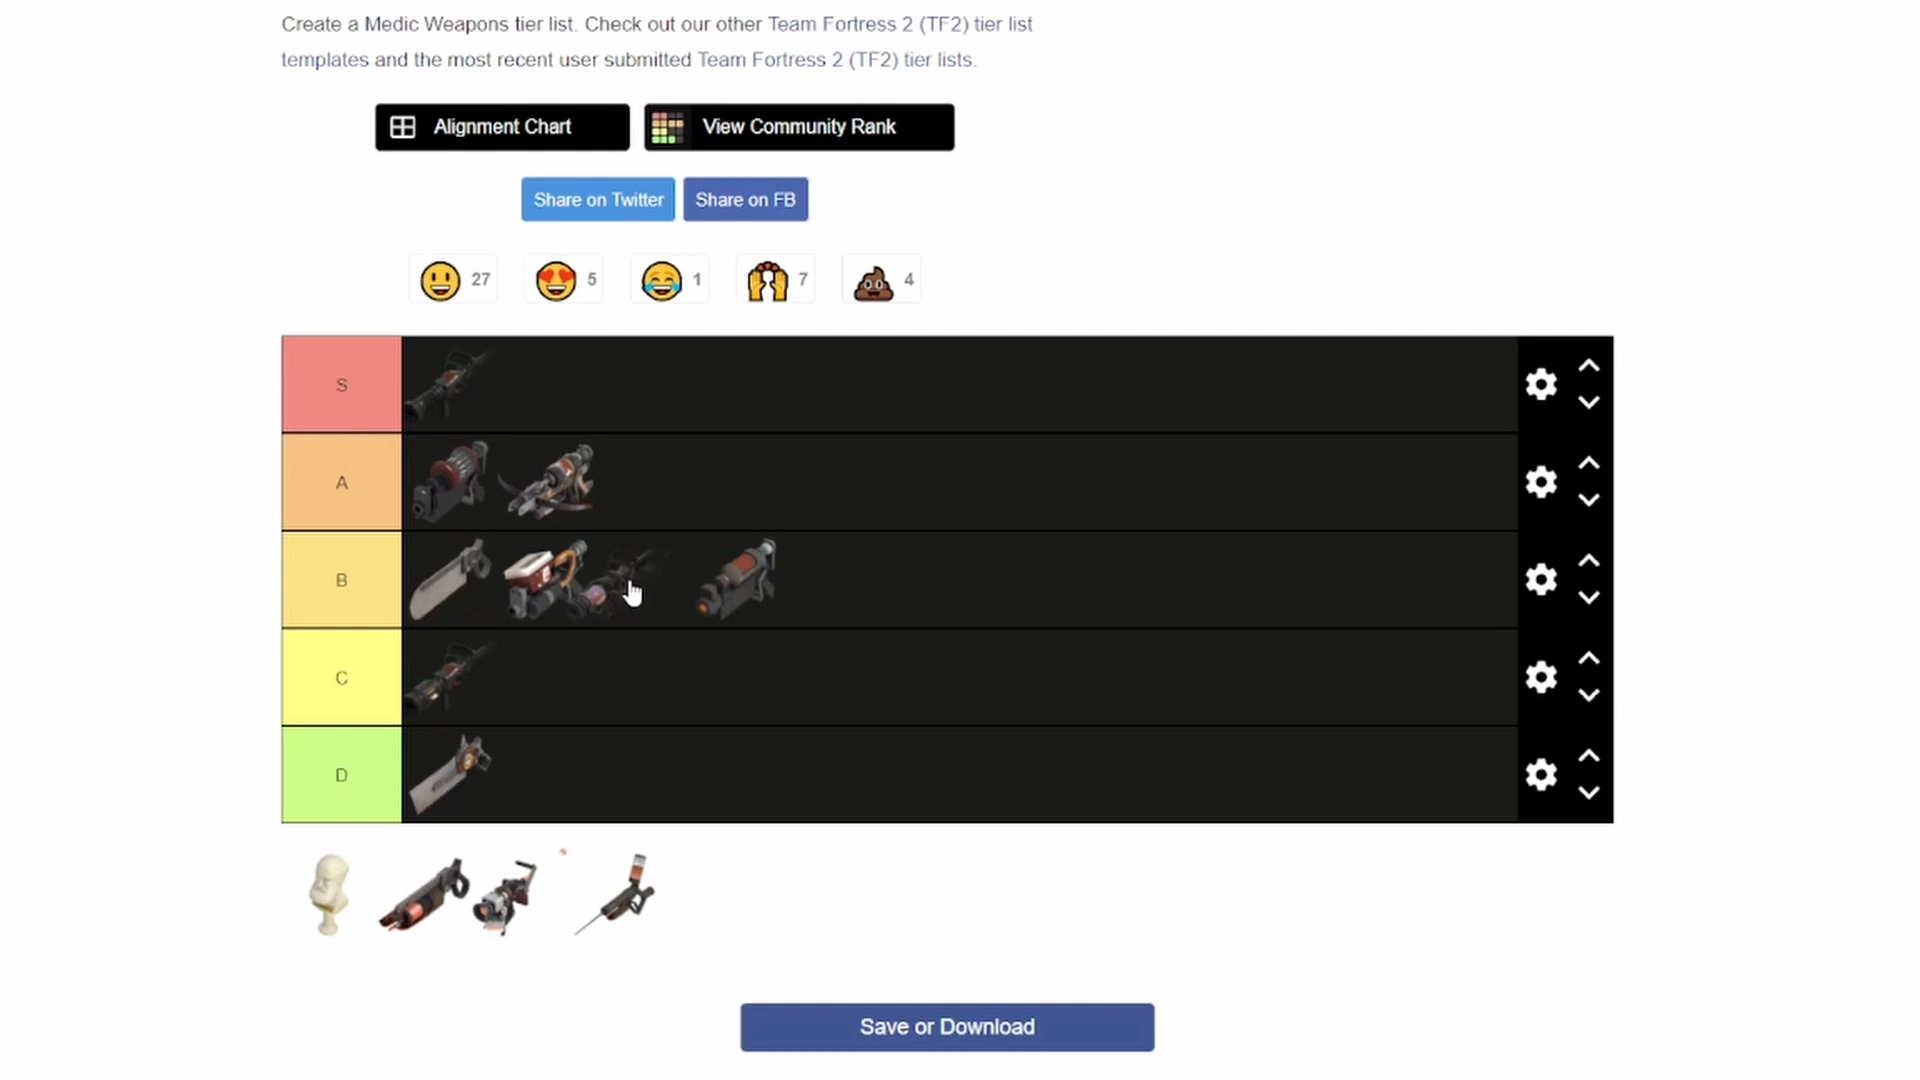 Create a Medic Weapons tier list. Check out our other Team Fortress 2 (TF2) tier list
templates and the most recent user submitted Team Fortress 2 (TF2) tier lists.
Alignment Chart
View Community Rank
Share on Twitter
Share on FB
27
5
1
7
4
S
A
B
C
D
Save or Download